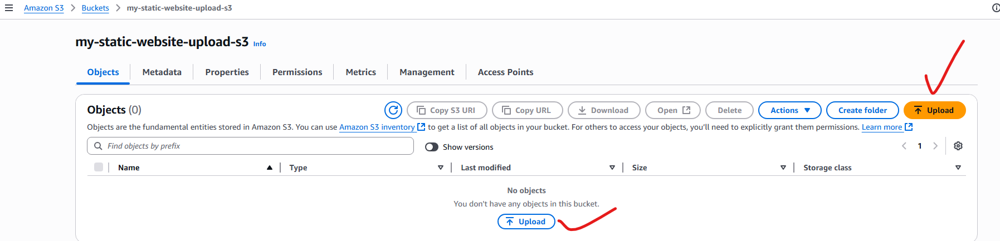 Amazon S3 > Buckets > my-static-website-upload-s3
my-static-website-upload-s3 Info
Objects Metadata Properties Permissions Metrics Management Access Points
Objects (0) Copy S3 URI Copy URL Download Open Delete Actions Create folder Upload
Objects are the fundamental entities stored in Amazon S3. You can use Amazon S3 inventory to get a list of all objects in your bucket. For others to access your objects, you'll need to explicitly grant them permissions. Learn more
Find objects by prefix Show versions 1
Name Type Last modified Size Storage class
No objects
You don't have any objects in this bucket.
Upload